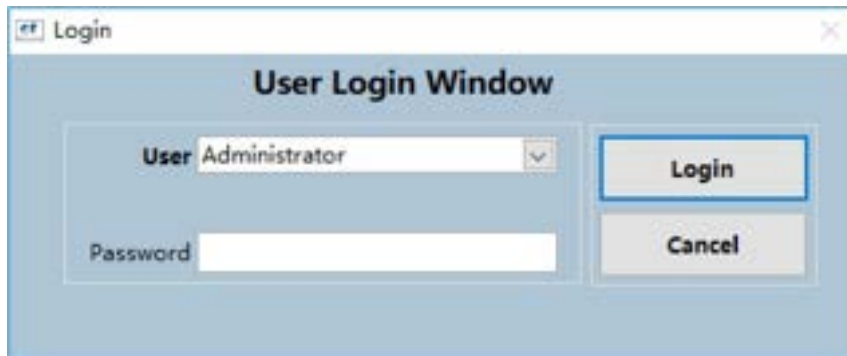 Login
User Login Window
User Administrator
Login
Password
Cancel